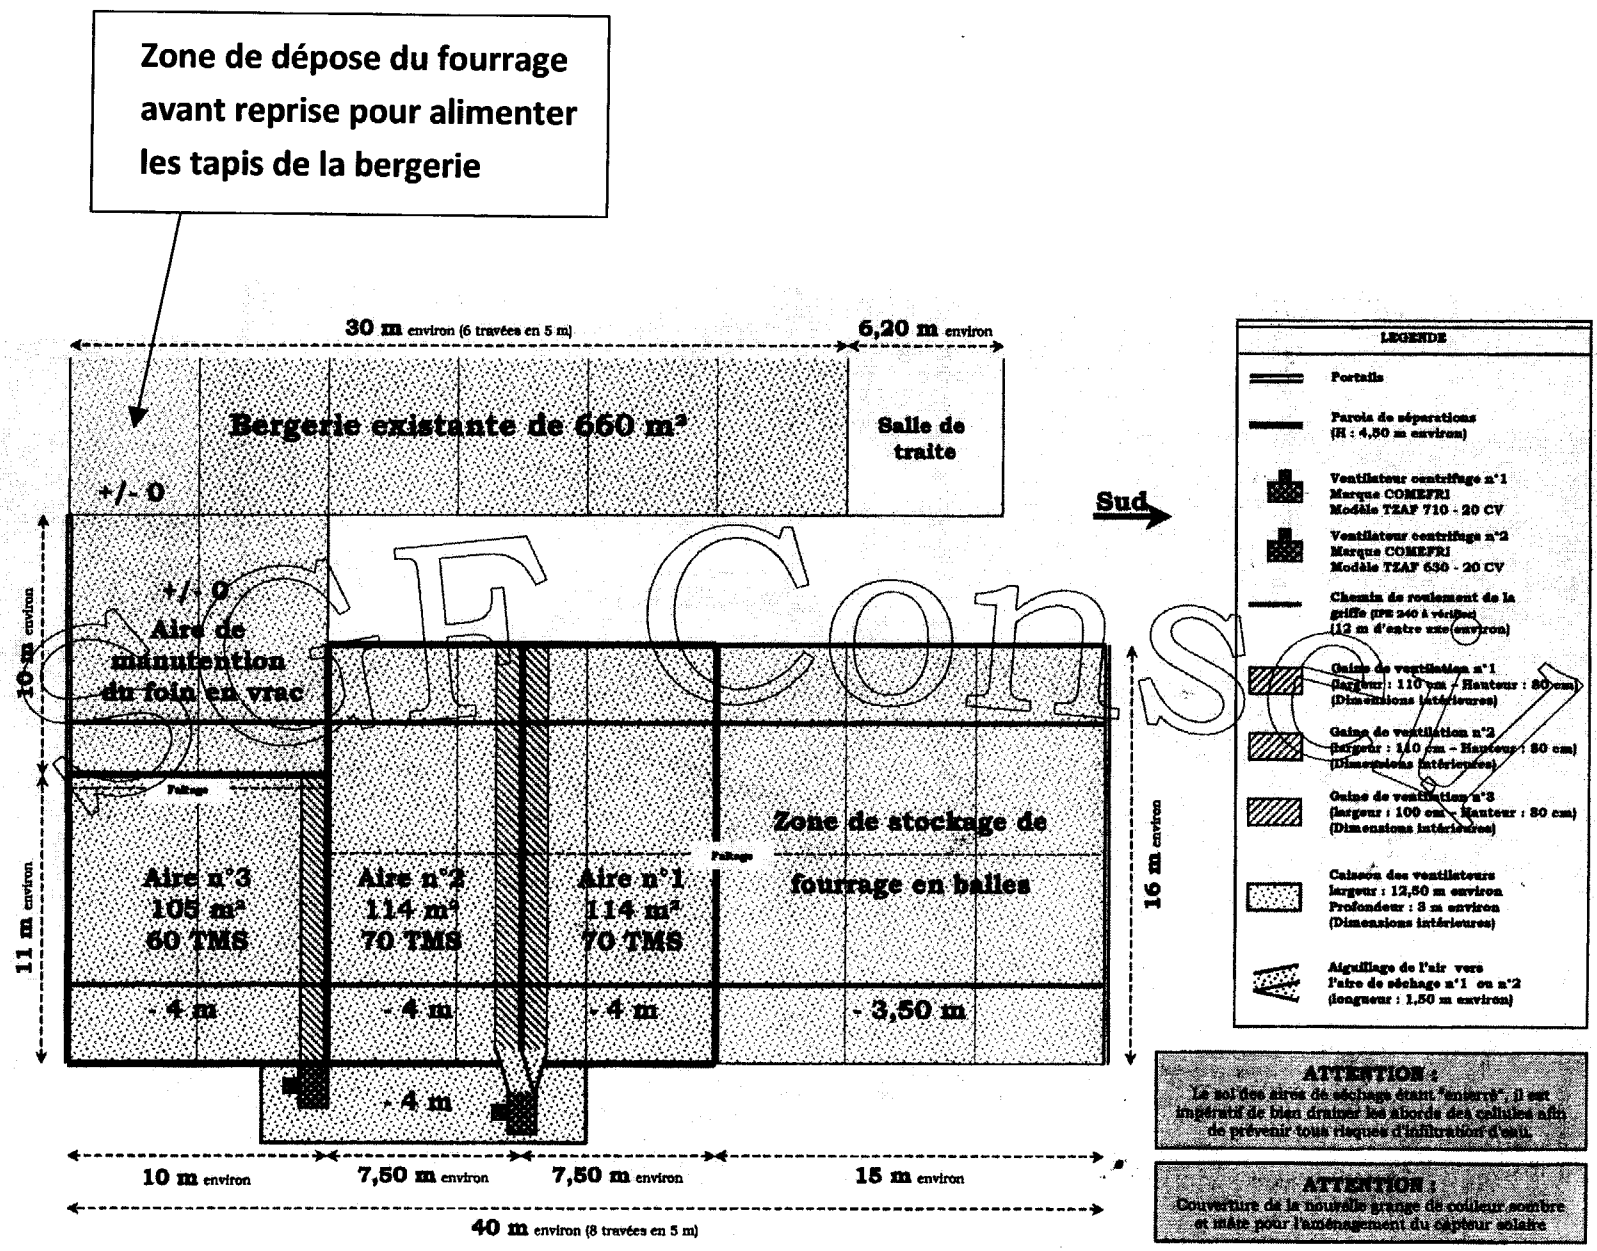 Zone de dépose du fourrage
avant reprise pour alimenter
les tapis de la bergerie
30 m environ (6 travées en 5 m)
6,20 m environ
Bergerie existante de 660 m²
Salle de
traite
+/- 0
Sud
10 m environ
+/- 0
Aire de
manutention
du foin en vrac
Faîtage
11 m environ
Aire n°3
105 m²
60 TMS
- 4 m
Aire n°2
114 m²
70 TMS
- 4 m
Aire n°1
114 m²
70 TMS
- 4 m
Faîtage
Zone de stockage de
fourrage en balles
- 3,50 m
16 m environ
- 4 m
10 m environ
7,50 m environ
7,50 m environ
15 m environ
40 m environ (8 travées en 5 m)
SGF Conseil
LEGENDE
Portails
Parois de séparations
(H : 4,50 m environ)
Ventilateur centrifuge n°1
Marque COMEFRI
Modèle TZAF 710 - 20 CV
Ventilateur centrifuge n°2
Marque COMEFRI
Modèle TZAF 630 - 20 CV
Chemin de roulement de la
griffe (IPE 240 à vérifier)
(12 m d'entre axe environ)
Gaine de ventilation n°1
(largeur : 110 cm - Hauteur : 80 cm)
(Dimensions intérieures)
Gaine de ventilation n°2
(largeur : 110 cm - Hauteur : 80 cm)
(Dimensions intérieures)
Gaine de ventilation n°3
(largeur : 100 cm - Hauteur : 80 cm)
(Dimensions intérieures)
Caisson des ventilateurs
largeur : 12,50 m environ
Profondeur : 3 m environ
(Dimensions intérieures)
Aiguillage de l'air vers
l'aire de séchage n°1 ou n°2
(longueur : 1,50 m environ)
ATTENTION :
Le sol des aires de séchage étant "enterré", il est
impératif de bien drainer les abords des cellules afin
de prévenir tous risques d'infiltration d'eau.
ATTENTION :
Couverture de la nouvelle grange de couleur sombre
et mâte pour l'aménagement du capteur solaire